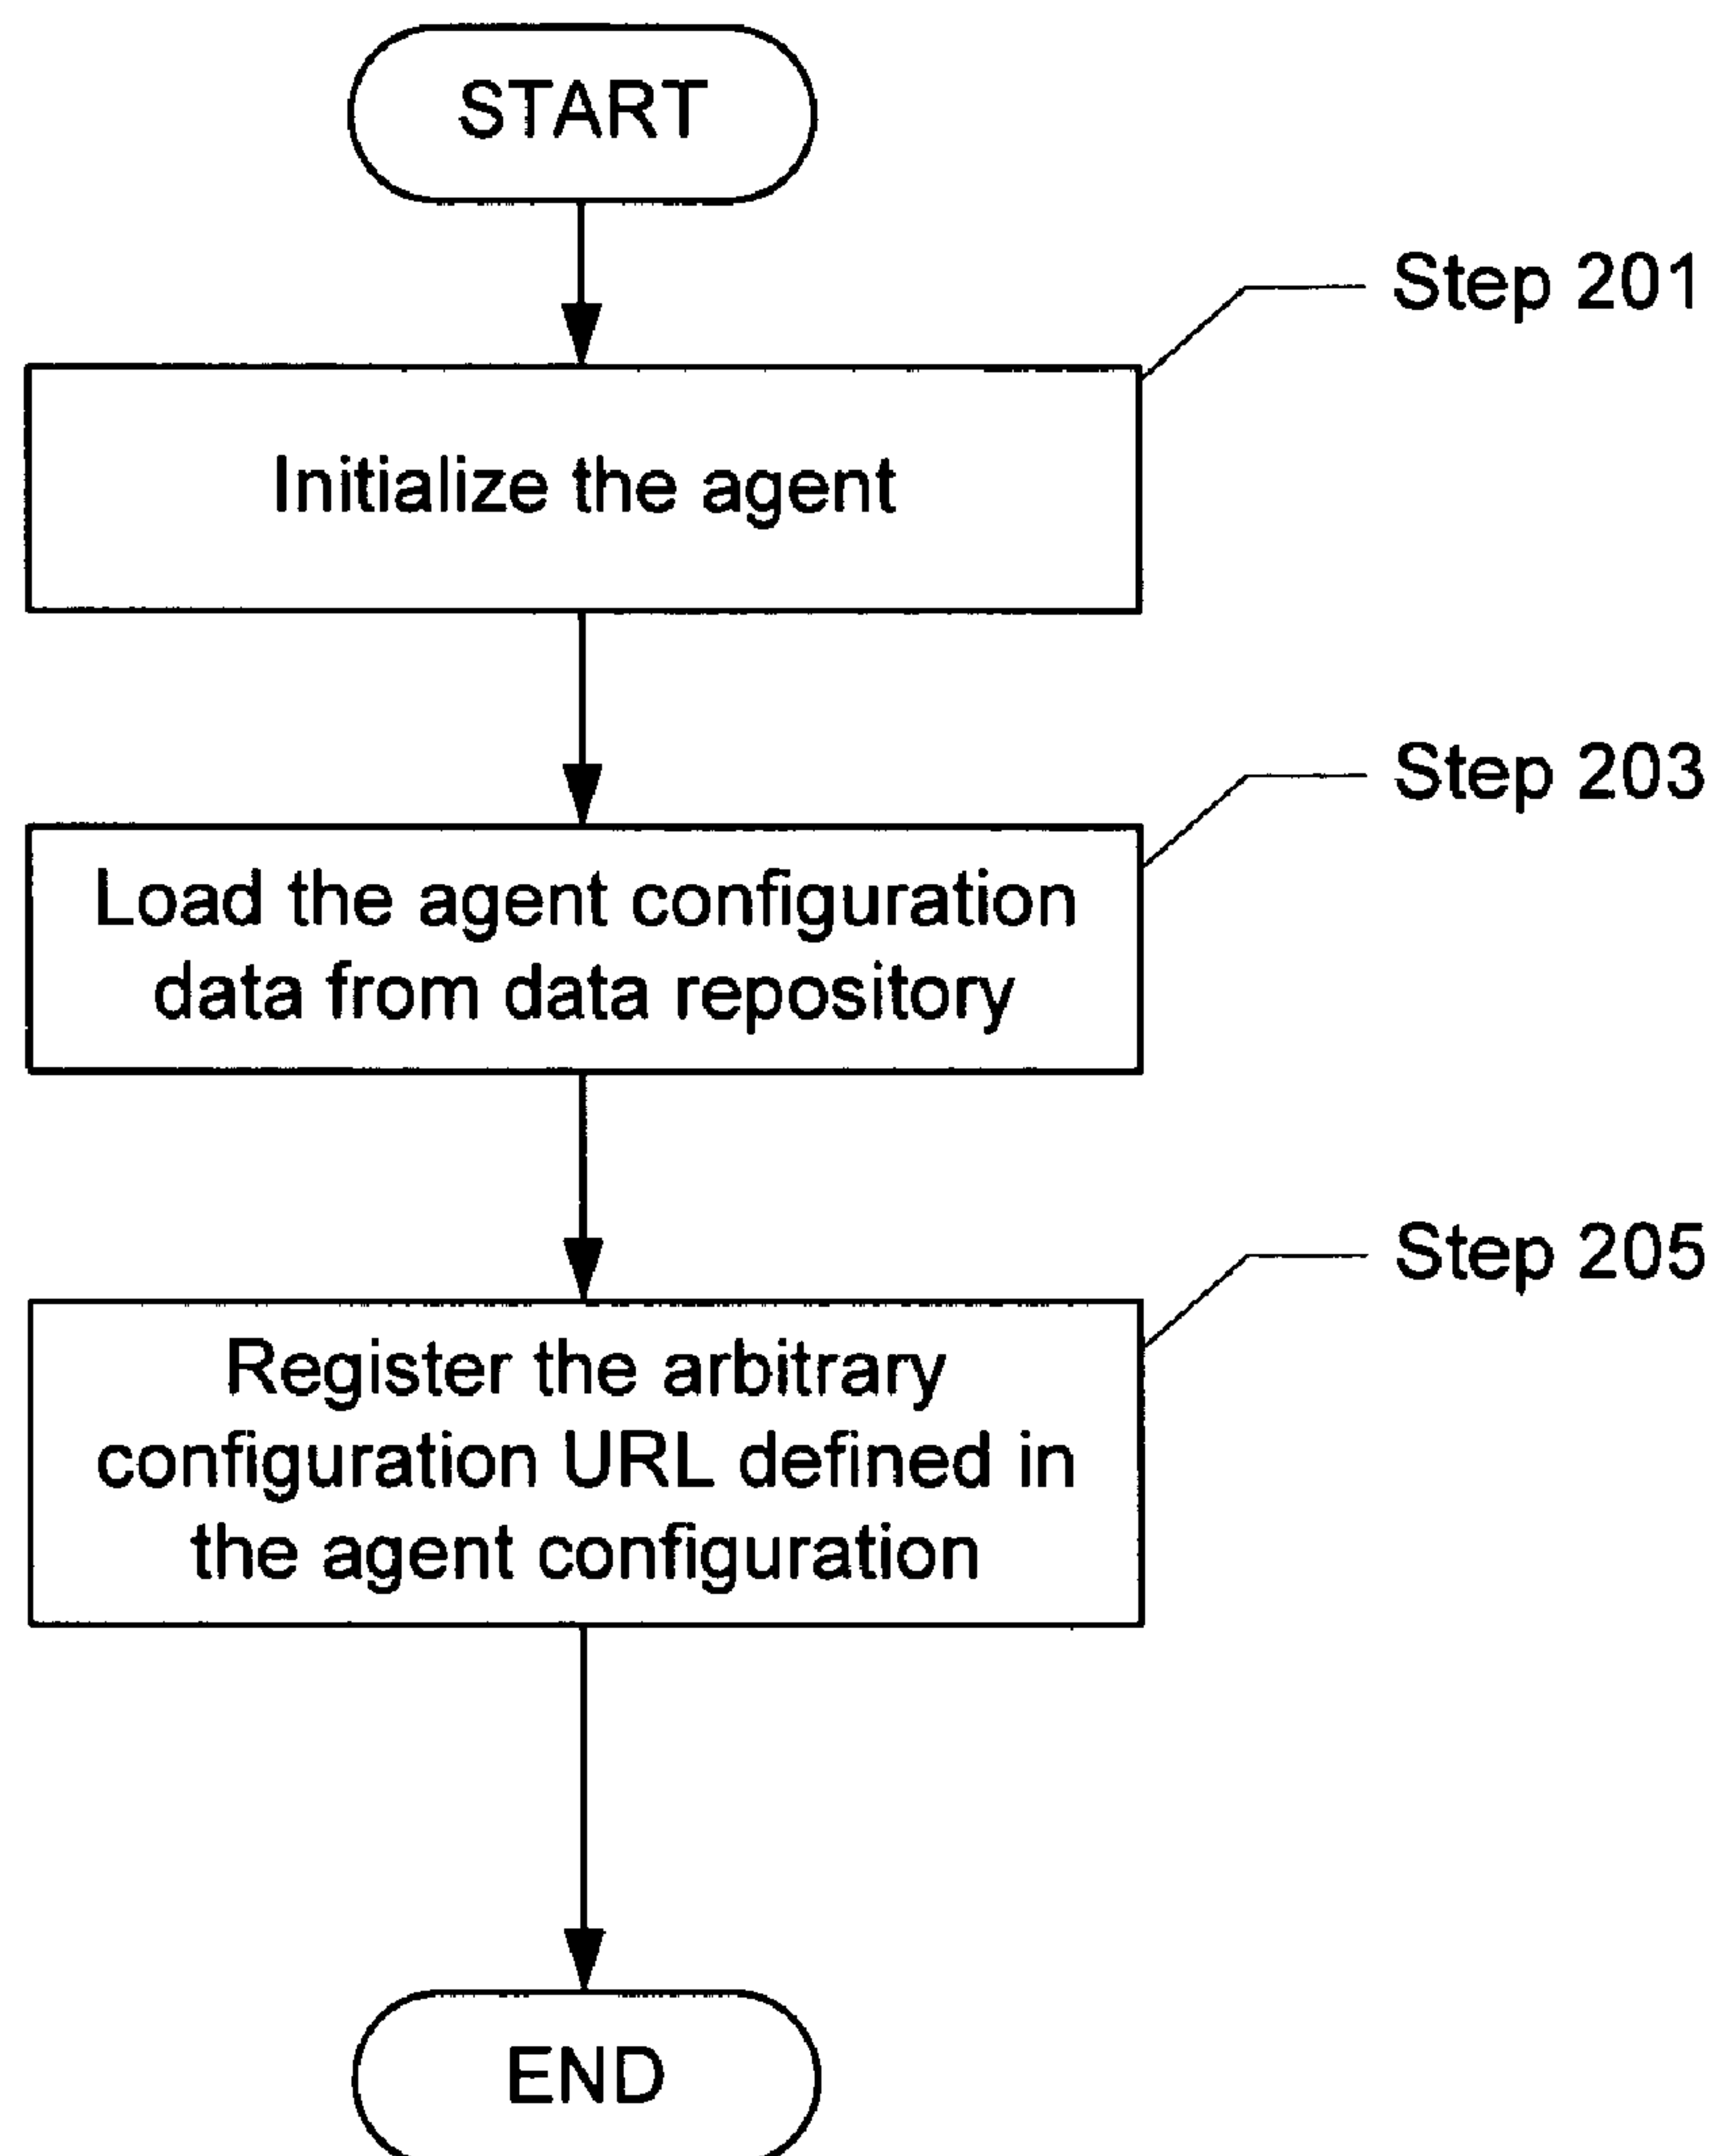 START
Step 201
Initialize the agent
Step 203
Load the agent configuration
data from data repository
Step 205
Register the arbitrary
configuration URL defined in
the agent configuration
END